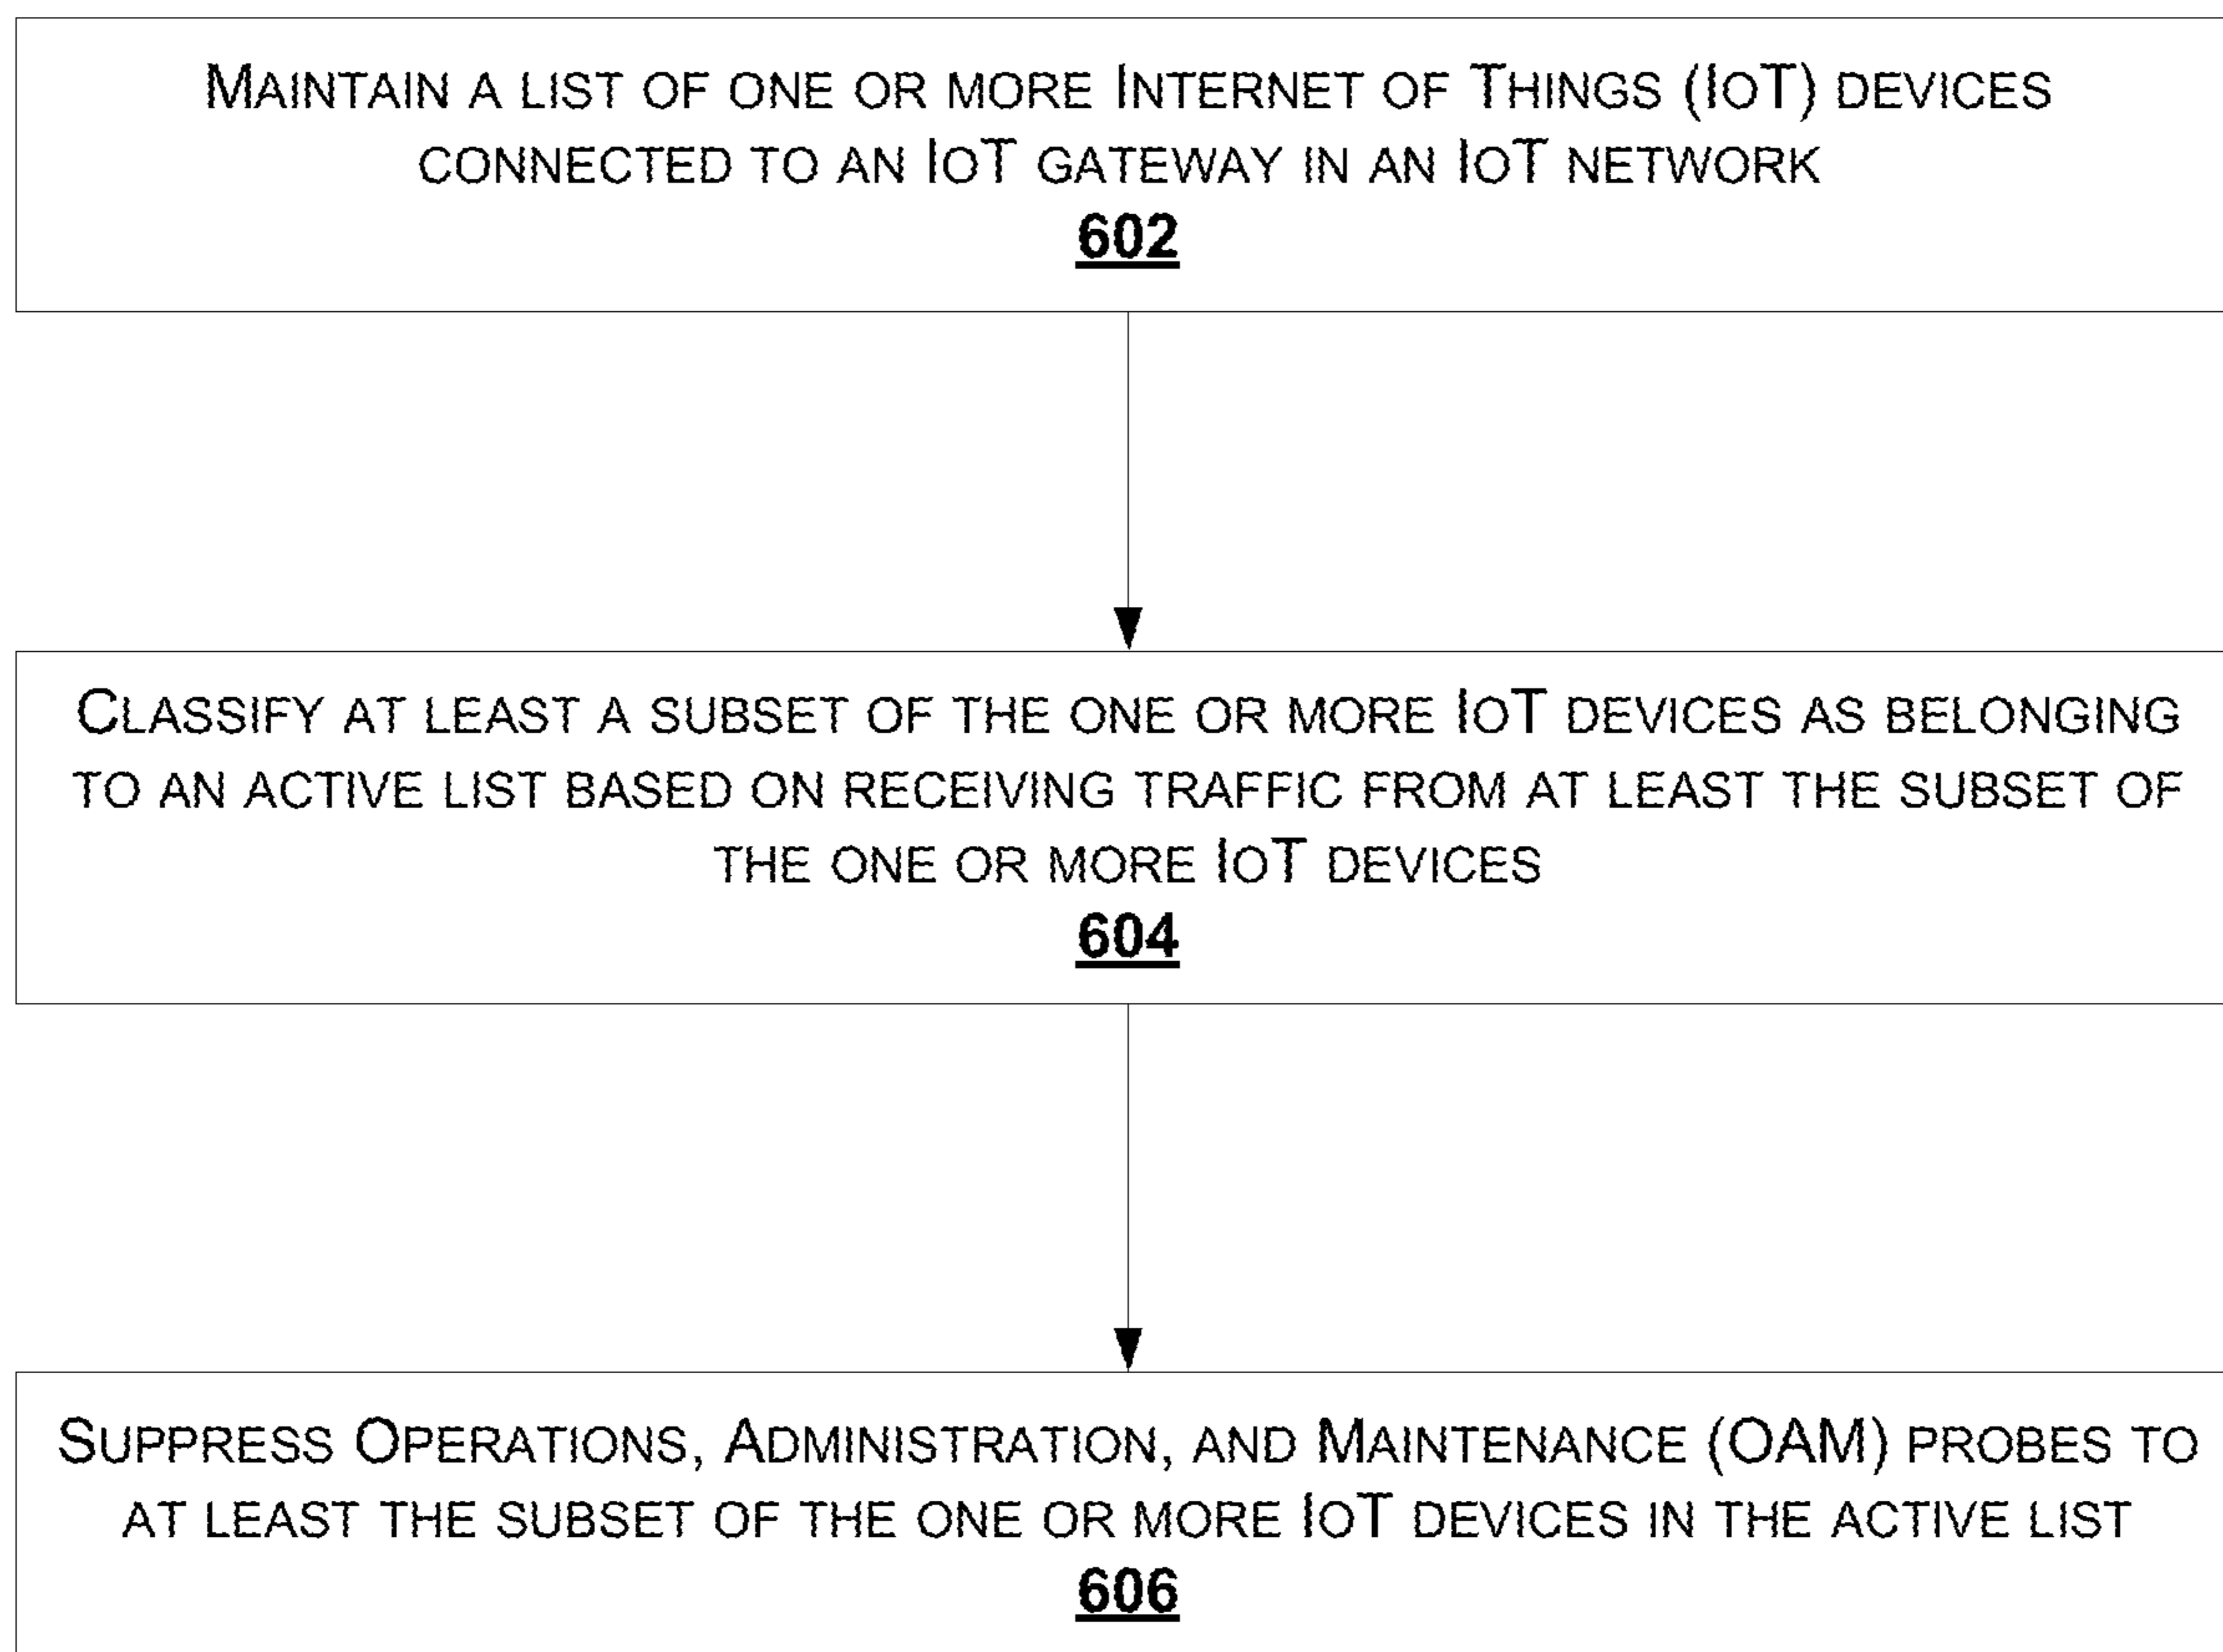 MAINTAIN A LIST OF ONE OR MORE INTERNET OF THINGS (IOT) DEVICES
CONNECTED TO AN IOT GATEWAY IN AN IOT NETWORK
602
CLASSIFY AT LEAST A SUBSET OF THE ONE OR MORE IOT DEVICES AS BELONGING
TO AN ACTIVE LIST BASED ON RECEIVING TRAFFIC FROM AT LEAST THE SUBSET OF
THE ONE OR MORE IOT DEVICES
604
SUPPRESS OPERATIONS, ADMINISTRATION, AND MAINTENANCE (OAM) PROBES TO
AT LEAST THE SUBSET OF THE ONE OR MORE IOT DEVICES IN THE ACTIVE LIST
606